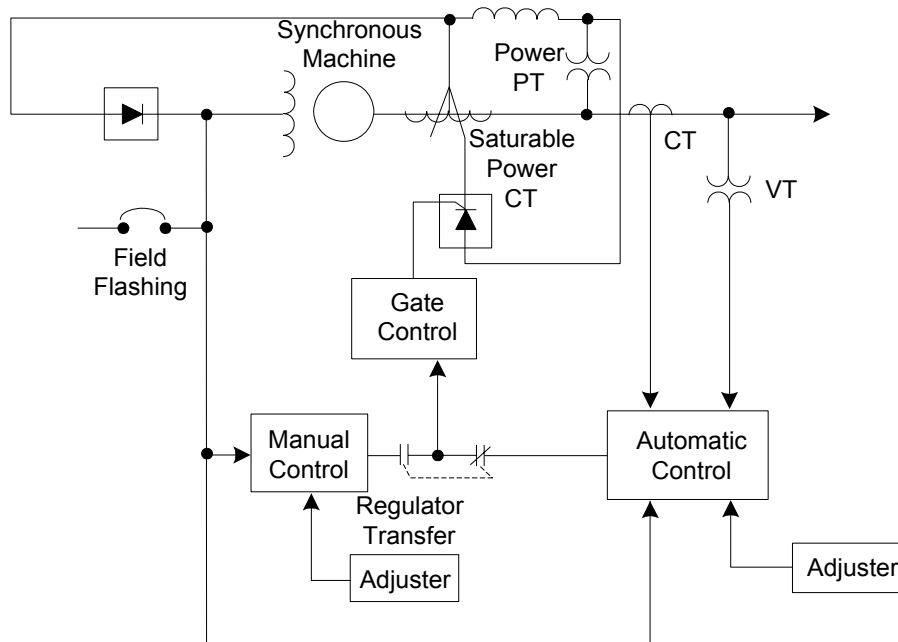 Synchronous
Machine
Power
PT
Saturable
Power
CT
CT
VT
Field
Flashing
Gate
Control
Manual
Control
Automatic
Control
Regulator
Transfer
Adjuster
Adjuster